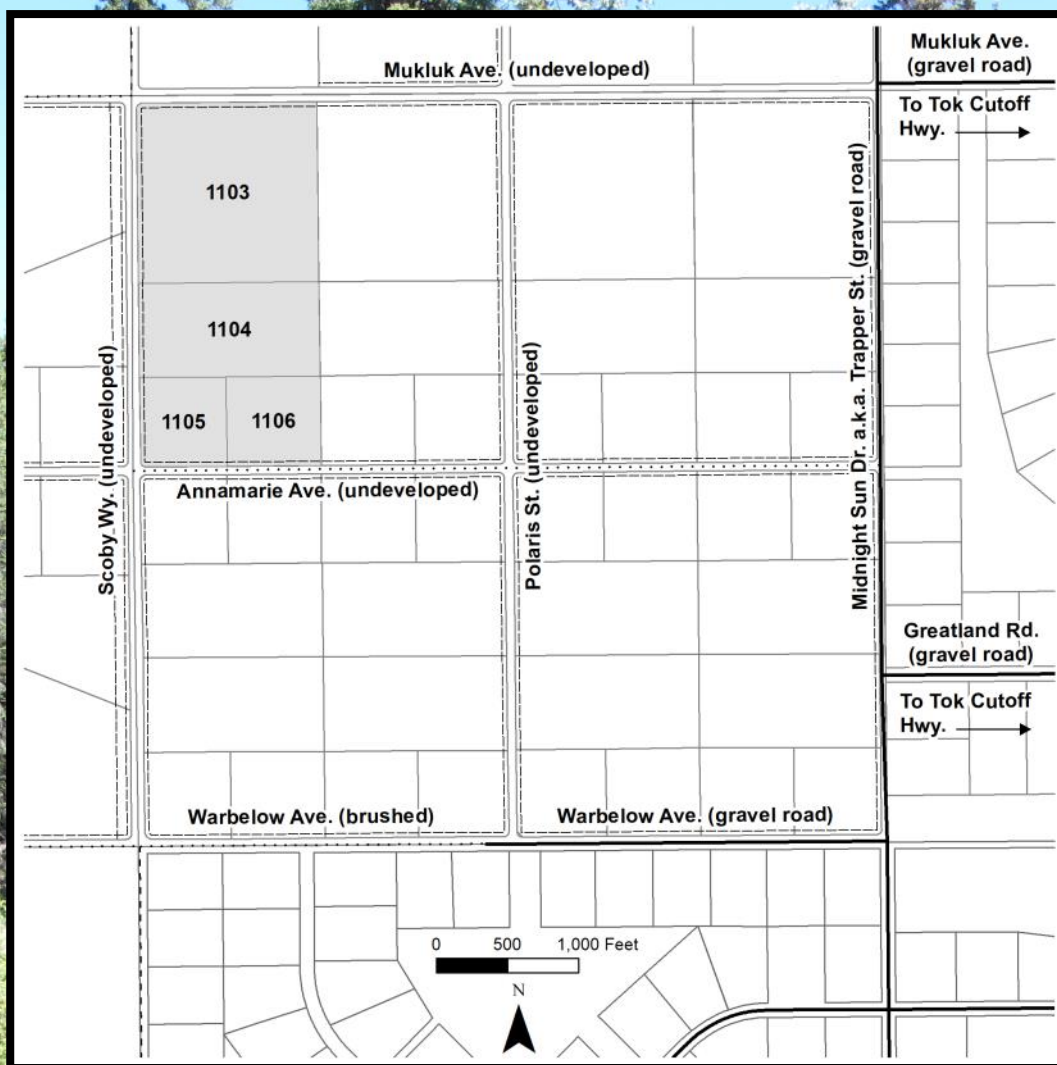 Mukluk Ave. (undeveloped)
Mukluk Ave.
(gravel road)
To Tok Cutoff
Hwy.
1103
1104
1105
1106
Scoby Wy. (undeveloped)
Annamarie Ave. (undeveloped)
Polaris St. (undeveloped)
Midnight Sun Dr. a.k.a. Trapper St. (gravel road)
Greatland Rd.
(gravel road)
To Tok Cutoff
Hwy.
Warbelow Ave. (brushed)
Warbelow Ave. (gravel road)
0 500 1,000 Feet
N